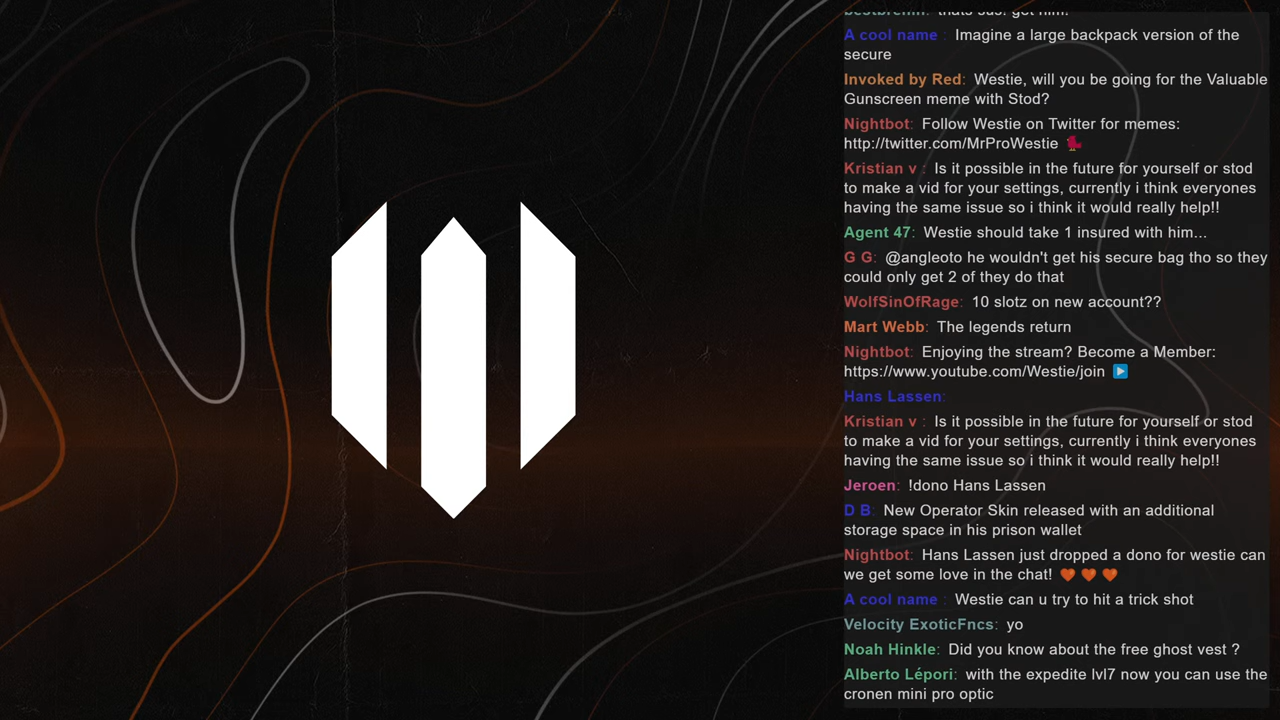 bestbrehh: thats sus! get him!
A cool name : Imagine a large backpack version of the
secure
Invoked by Red: Westie, will you be going for the Valuable
Gunscreen meme with Stod?
Nightbot: Follow Westie on Twitter for memes:
http://twitter.com/MrProWestie
Kristian v : Is it possible in the future for yourself or stod
to make a vid for your settings, currently i think everyones
having the same issue so i think it would really help!!
Agent 47: Westie should take 1 insured with him...
G G: @angleoto he wouldn't get his secure bag tho so they
could only get 2 of they do that
WolfSinOfRage: 10 slotz on new account??
Mart Webb: The legends return
Nightbot: Enjoying the stream? Become a Member:
https://www.youtube.com/Westie/join
Hans Lassen:
Kristian v : Is it possible in the future for yourself or stod
to make a vid for your settings, currently i think everyones
having the same issue so i think it would really help!!
Jeroen: !dono Hans Lassen
D B: New Operator Skin released with an additional
storage space in his prison wallet
Nightbot: Hans Lassen just dropped a dono for westie can
we get some love in the chat! 🧡 🧡 🧡
A cool name : Westie can u try to hit a trick shot
Velocity ExoticFncs: yo
Noah Hinkle: Did you know about the free ghost vest ?
Alberto Lépori: with the expedite lvl7 now you can use the
cronen mini pro optic